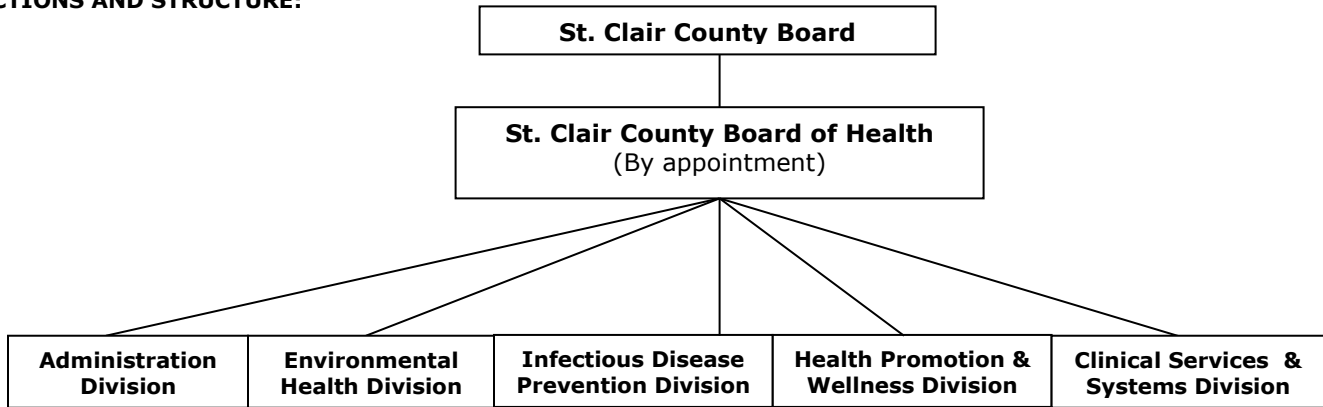 CTIONS AND STRUCTURE:
St. Clair County Board
St. Clair County Board of Health
(By appointment)
Administration
Division
Environmental
Health Division
Infectious Disease
Prevention Division
Health Promotion &
Wellness Division
Clinical Services &
Systems Division